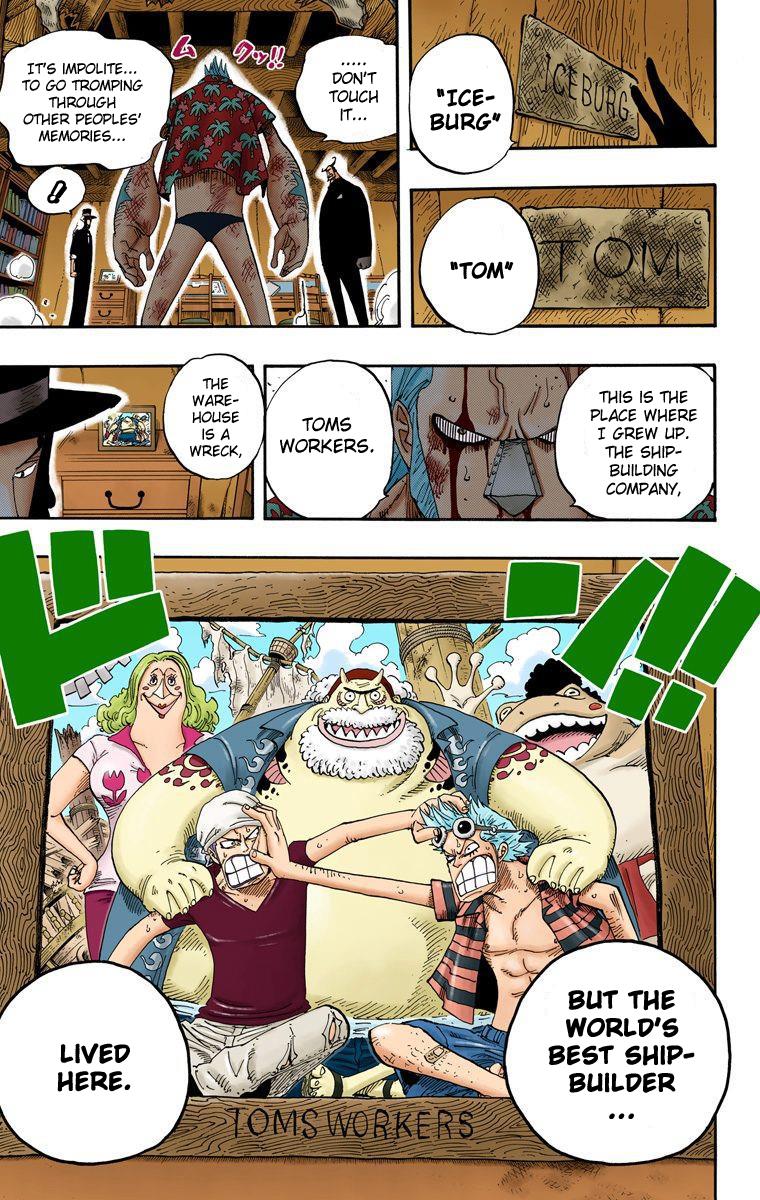 ICEBURG
"ICE-
BURG"
.....
DON'T
TOUCH
IT...
ムクッ!!
IT'S IMPOLITE...
TO GO TROMPING
THROUGH
OTHER PEOPLES'
MEMORIES...
!
TOM
"TOM"
THIS IS THE
PLACE WHERE
I GREW UP.
THE SHIP-
BUILDING
COMPANY,
TOMS
WORKERS.
THE
WARE-
HOUSE
IS A
WRECK,
ドン!!
BUT THE
WORLD'S
BEST SHIP-
BUILDER
...
LIVED
HERE.
TOMS WORKERS